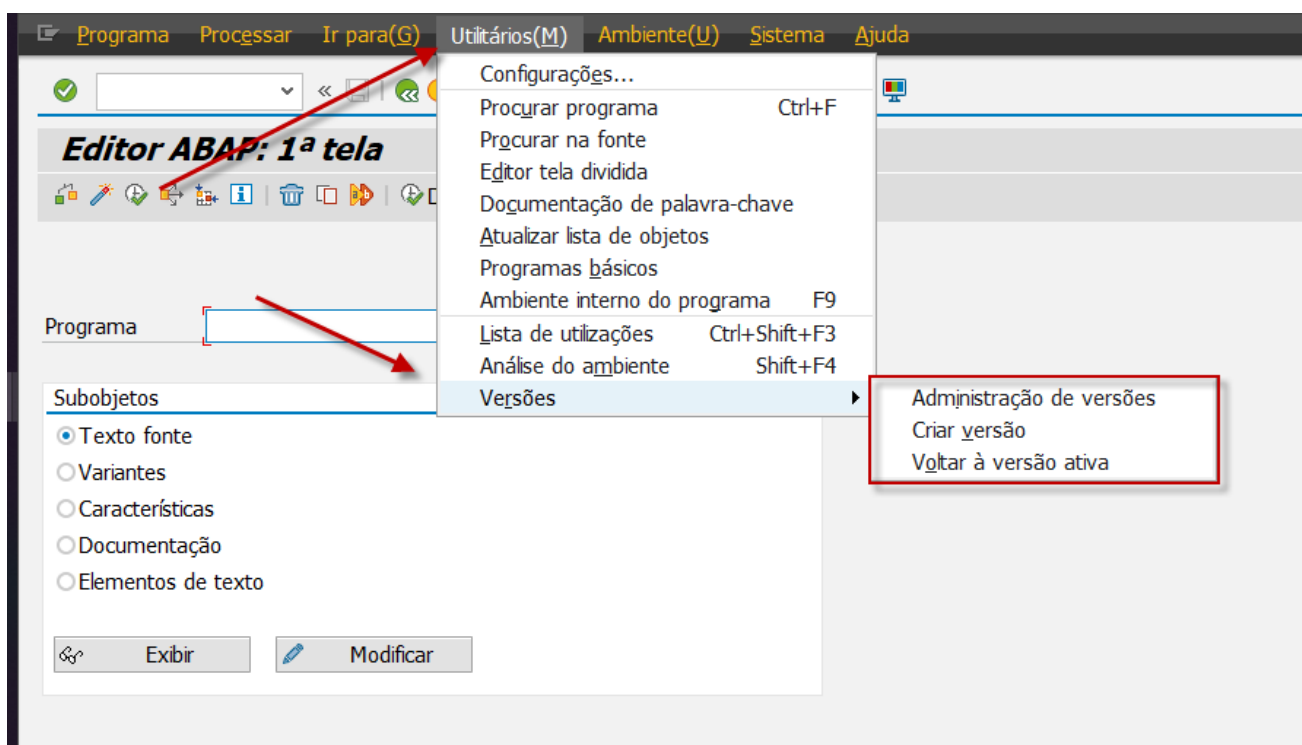 Programa Processar Ir para(G) Utilitários(M) Ambiente(U) Sistema Ajuda
Configurações...
Procurar programa Ctrl+F
Procurar na fonte
Editor tela dividida
Documentação de palavra-chave
Atualizar lista de objetos
Programas básicos
Ambiente interno do programa F9
Lista de utilizações Ctrl+Shift+F3
Análise do ambiente Shift+F4
Versões
Administração de versões
Criar versão
Voltar à versão ativa
Editor ABAP: 1ª tela
Programa
Subobjetos
Texto fonte
Variantes
Características
Documentação
Elementos de texto
Exibir Modificar